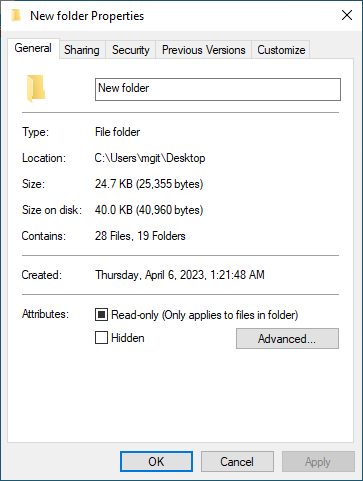 New folder Properties
General Sharing Security Previous Versions Customize
New folder
Type: File folder
Location: C:\Users\mgit\Desktop
Size: 24.7 KB (25,355 bytes)
Size on disk: 40.0 KB (40,960 bytes)
Contains: 28 Files, 19 Folders
Created: Thursday, April 6, 2023, 1:21:48 AM
Attributes: Read-only (Only applies to files in folder)
Hidden Advanced...
OK Cancel Apply